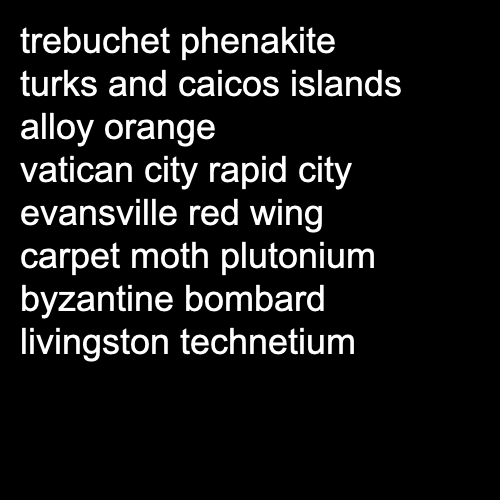 trebuchet phenakite
turks and caicos islands
alloy orange
vatican city rapid city
evansville red wing
carpet moth plutonium
byzantine bombard
livingston technetium